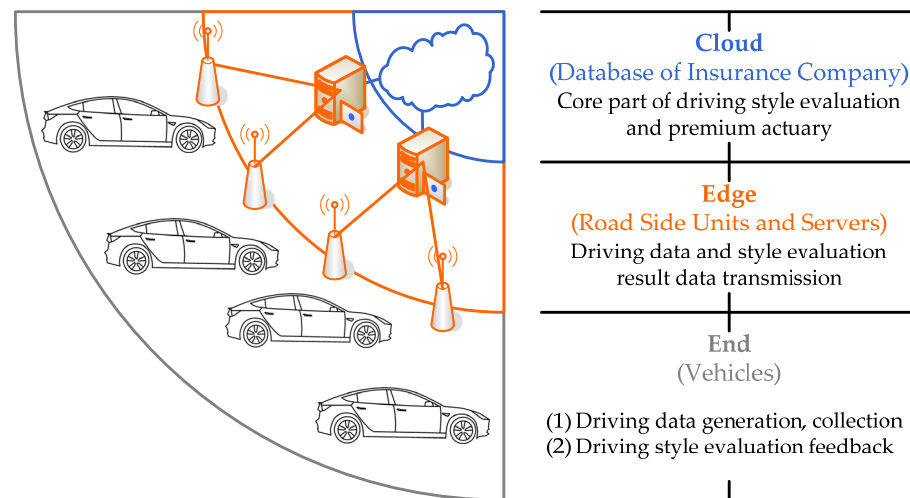 Cloud
(Database of Insurance Company)
Core part of driving style evaluation
and premium actuary
Edge
(Road Side Units and Servers)
Driving data and style evaluation
result data transmission
End
(Vehicles)
(1) Driving data generation, collection
(2) Driving style evaluation feedback